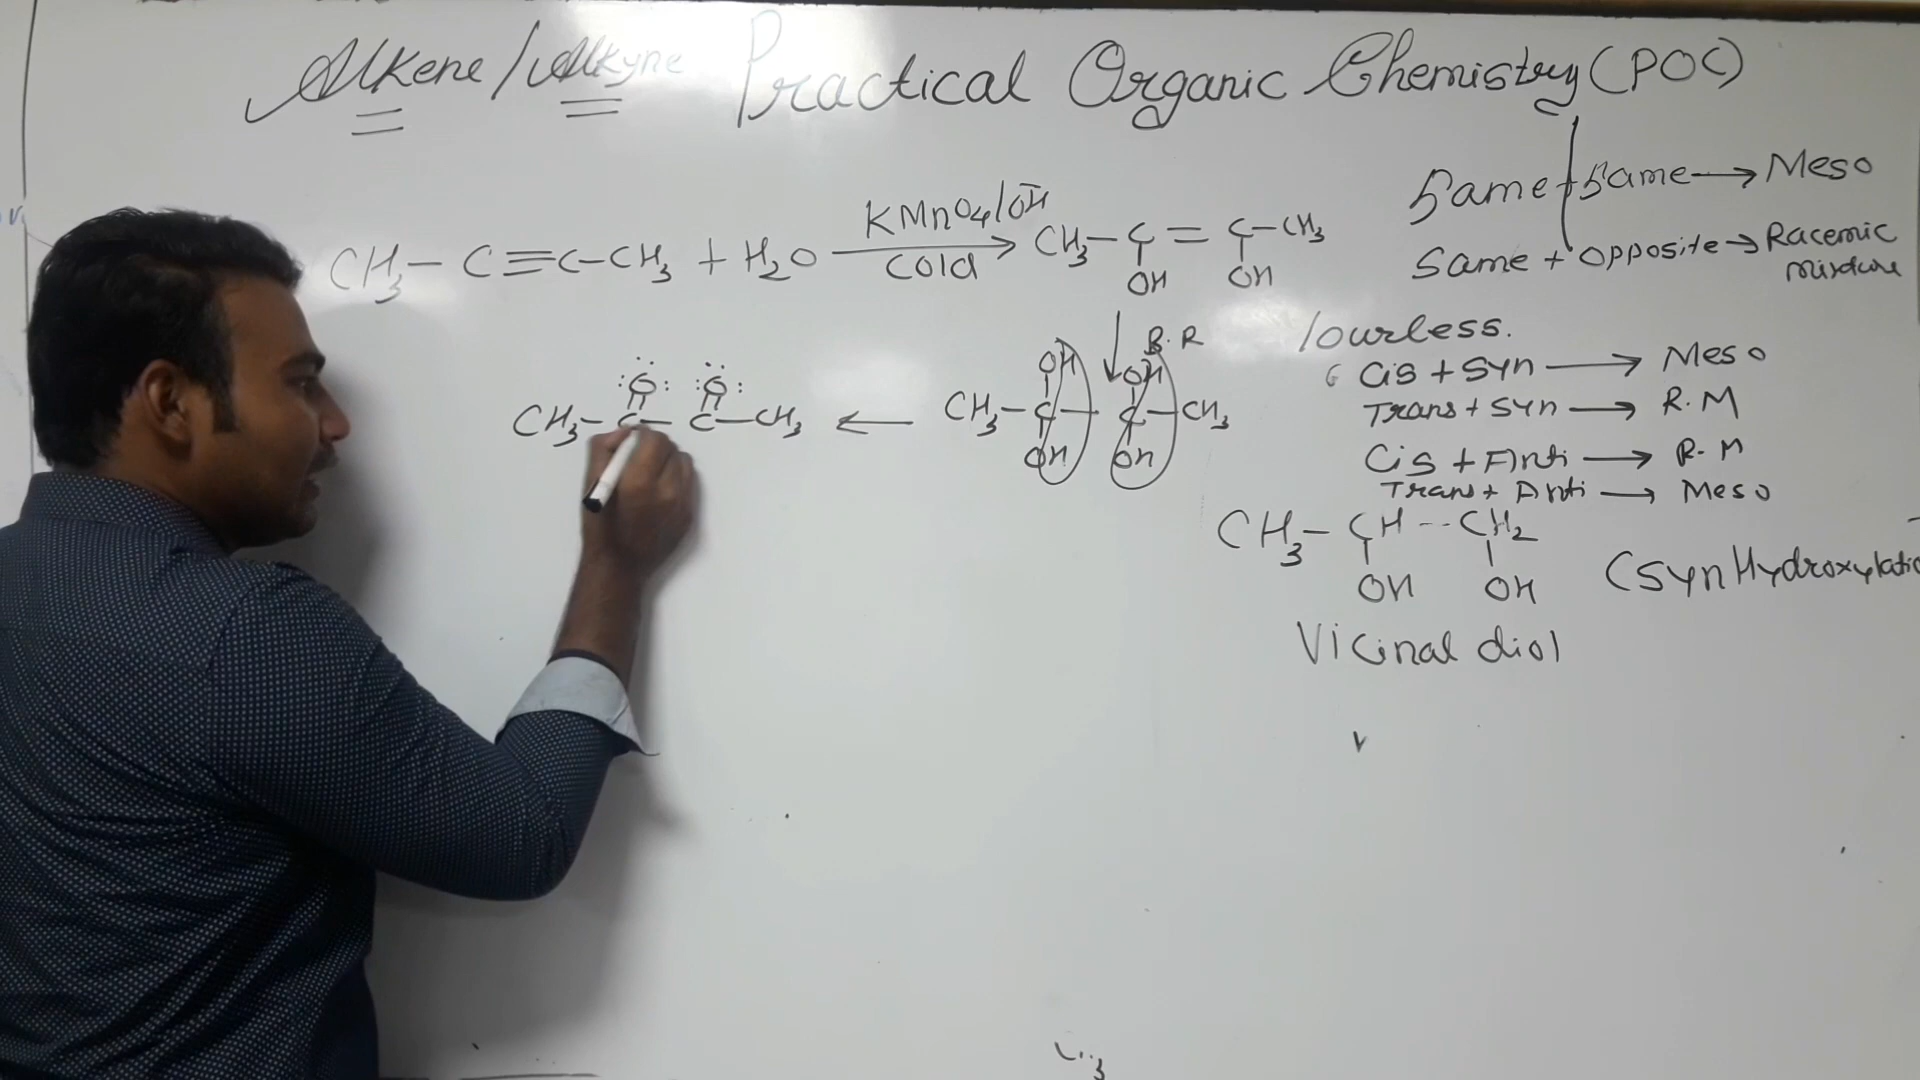 Alkene/Alkyne Practical Organic Chemistry (POC)
Same + Same → Meso
Same + Opposite → Racemic mixture
CH3–C≡C–CH3 + H2O KMnO4/OH̄ Cold → CH3–C=C–CH3
OH OH
B.R
lourless.
Cis + Syn → Meso
Trans + Syn → R.M
Cis + Anti → R.M
Trans + Anti → Meso
:Ö: :Ö:
CH3–C–C–CH3 ←
OH OH
CH3–C–C–CH3
OH OH
CH3–CH--CH2
OH OH
(Syn Hydroxylatio
Vicinal diol